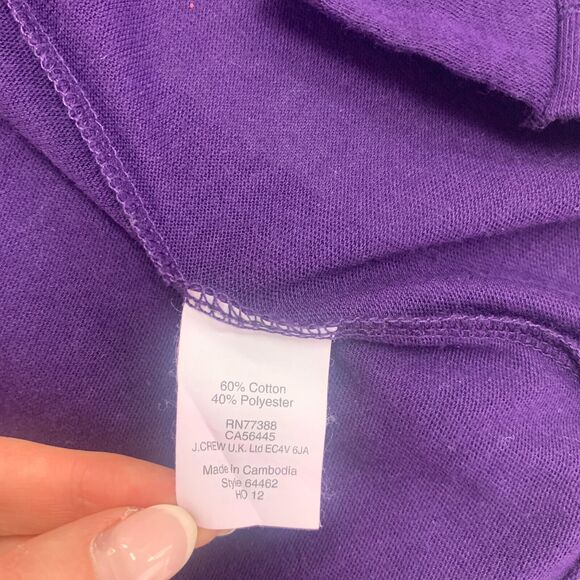 60% Cotton
40% Polyester
RN77388
CA56445
J.CREW U.K. Ltd EC4V 6JA
Made in Cambodia
Style 64462
HO 12